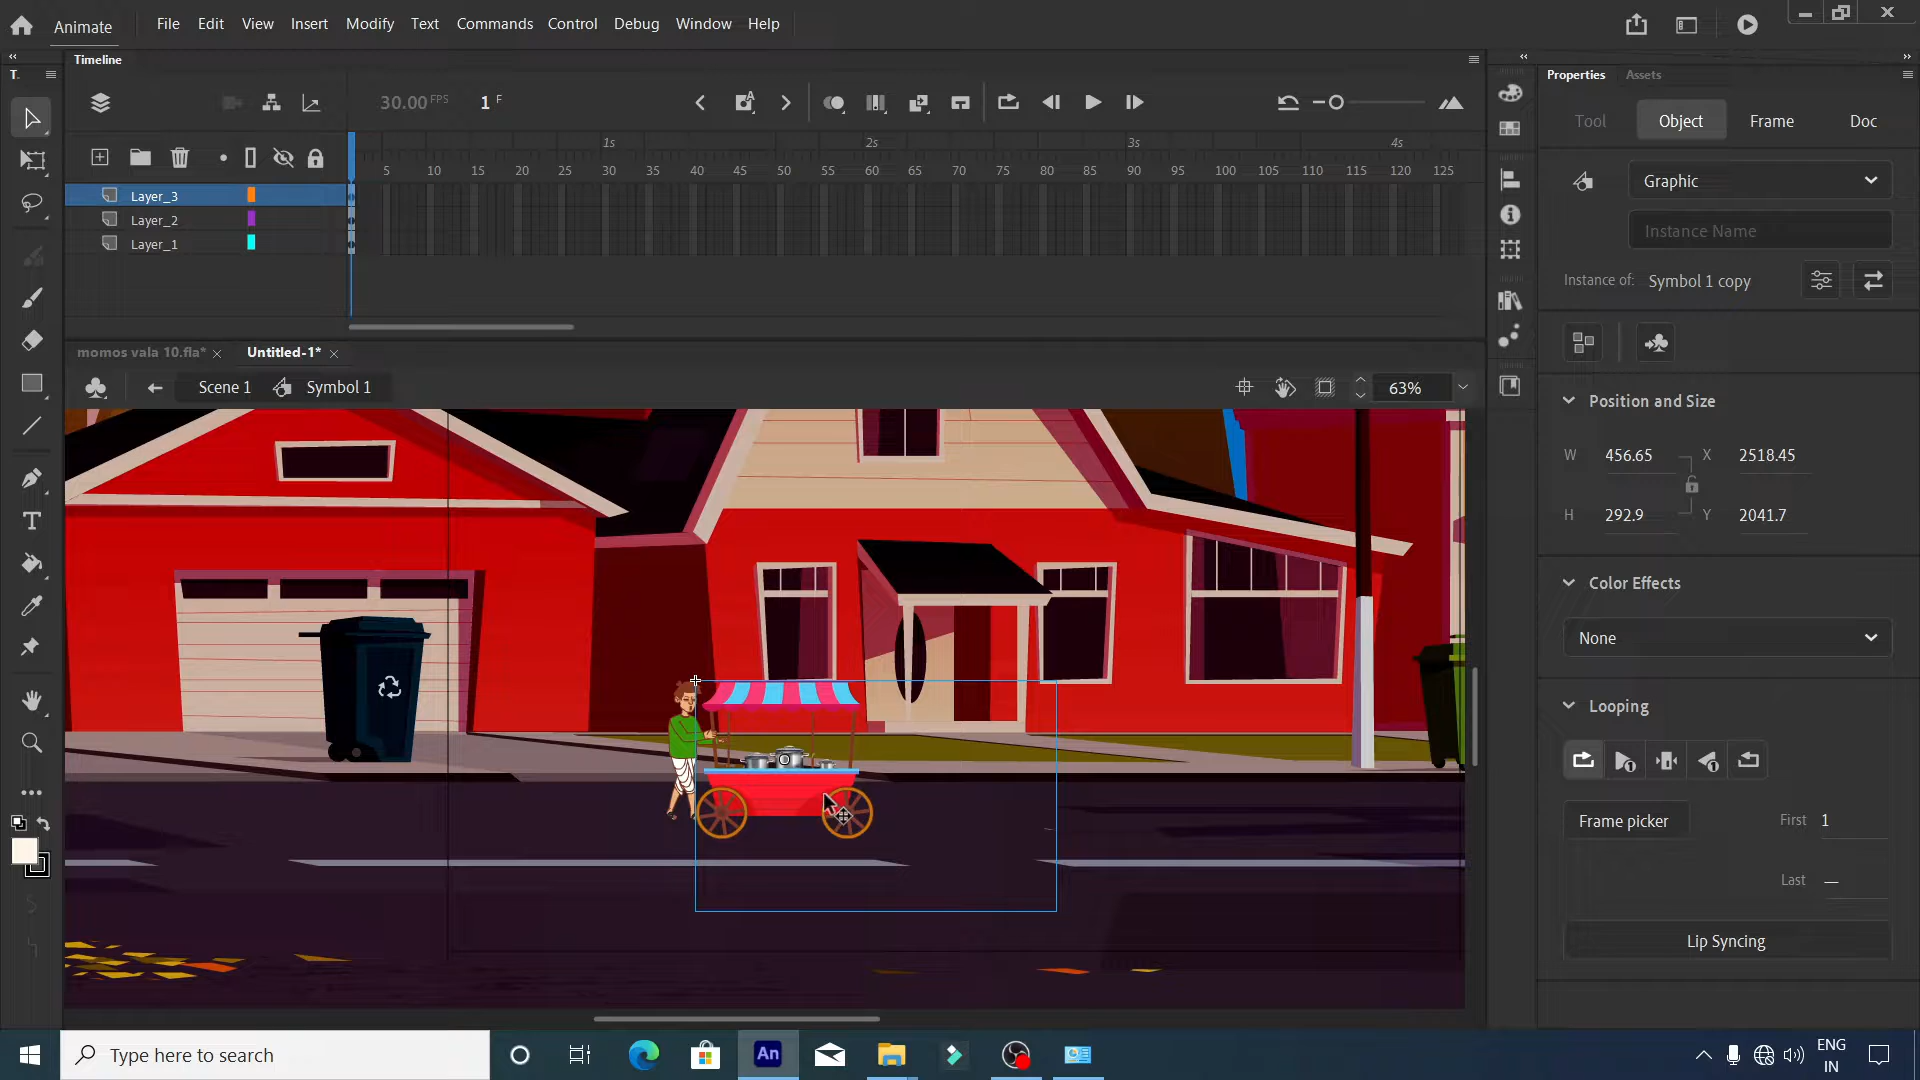 Animate
File Edit View Insert Modify Text Commands Control Debug Window Help
T.
Timeline
30.00 FPS 1 F
1s 2s 3s 4s
5 10 15 20 25 30 35 40 45 50 55 60 65 70 75 80 85 90 95 100 105 110 115 120 125
Layer_3
Layer_2
Layer_1
momos vala 10.fla* Untitled-1*
Scene 1 Symbol 1
63%
Properties Assets
Tool Object Frame Doc
Graphic
Instance Name
Instance of: Symbol 1 copy
Position and Size
W 456.65 X 2518.45
H 292.9 Y 2041.7
Color Effects
None
Looping
Frame picker First 1
Last —
Lip Syncing
Type here to search
An
ENG
IN